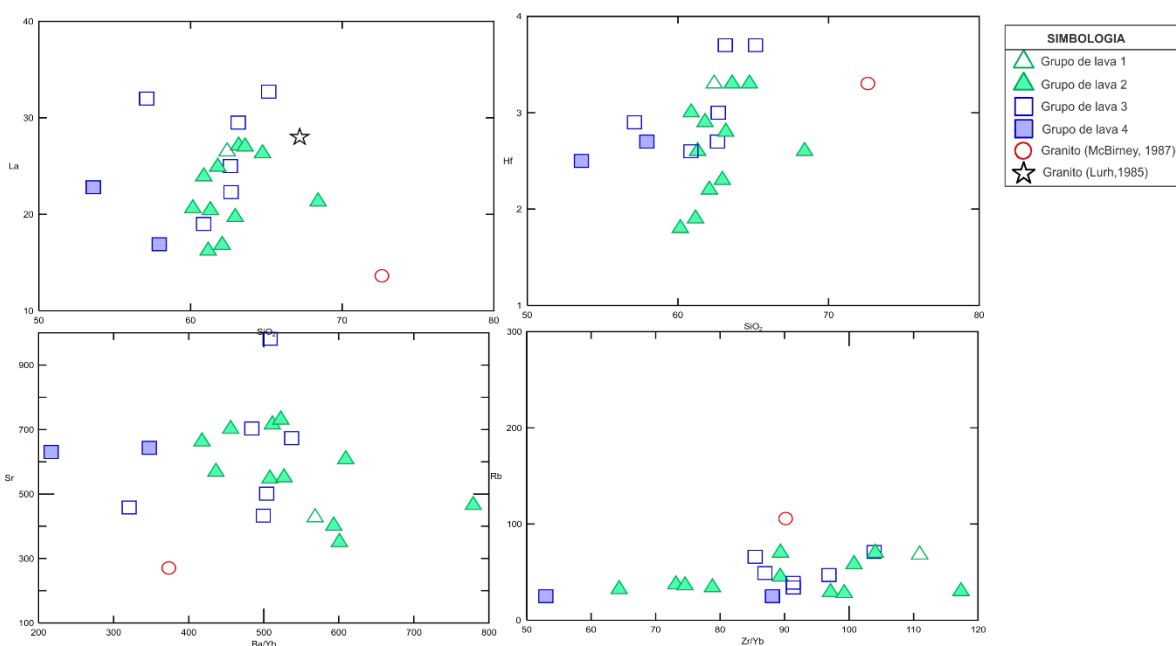 40
30
La
20
10
50
60
70
80
SiO2
4
Hf
3
2
1
50
60
70
80
SiO2
SIMBOLOGIA
Grupo de lava 1
Grupo de lava 2
Grupo de lava 3
Grupo de lava 4
Granito (McBirney, 1987)
Granito (Lurh,1985)
900
700
Sr
500
300
100
200
300
400
500
600
700
800
Ba/Yb
300
200
Rb
100
0
50
60
70
80
90
100
110
120
Zr/Yb